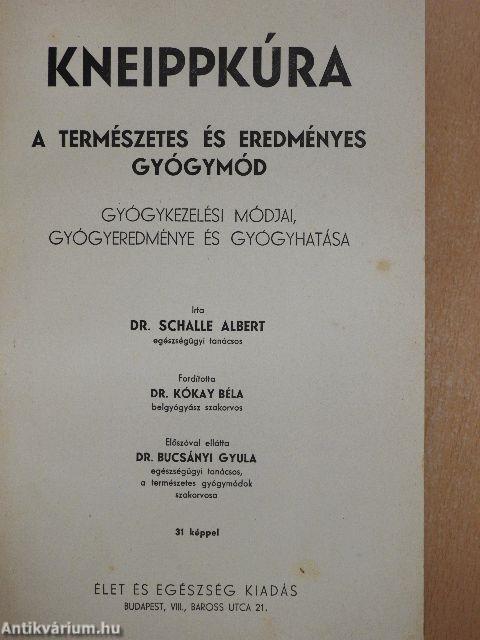 KNEIPPKÚRA
A TERMÉSZETES ÉS EREDMÉNYES
GYÓGYMÓD
GYÓGYKEZELÉSI MÓDJAI,
GYÓGYEREDMÉNYE ÉS GYÓGYHATÁSA
Irta
DR. SCHALLE ALBERT
egészségügyi tanácsos
Fordította
DR. KÓKAY BÉLA
belgyógyász szakorvos
Előszóval ellátta
DR. BUCSÁNYI GYULA
egészségügyi tanácsos,
a természetes gyógymódok
szakorvosa
31 képpel
ÉLET ÉS EGÉSZSÉG KIADÁS
BUDAPEST, VIII., BAROSS UTCA 21.
Antikvárium.hu